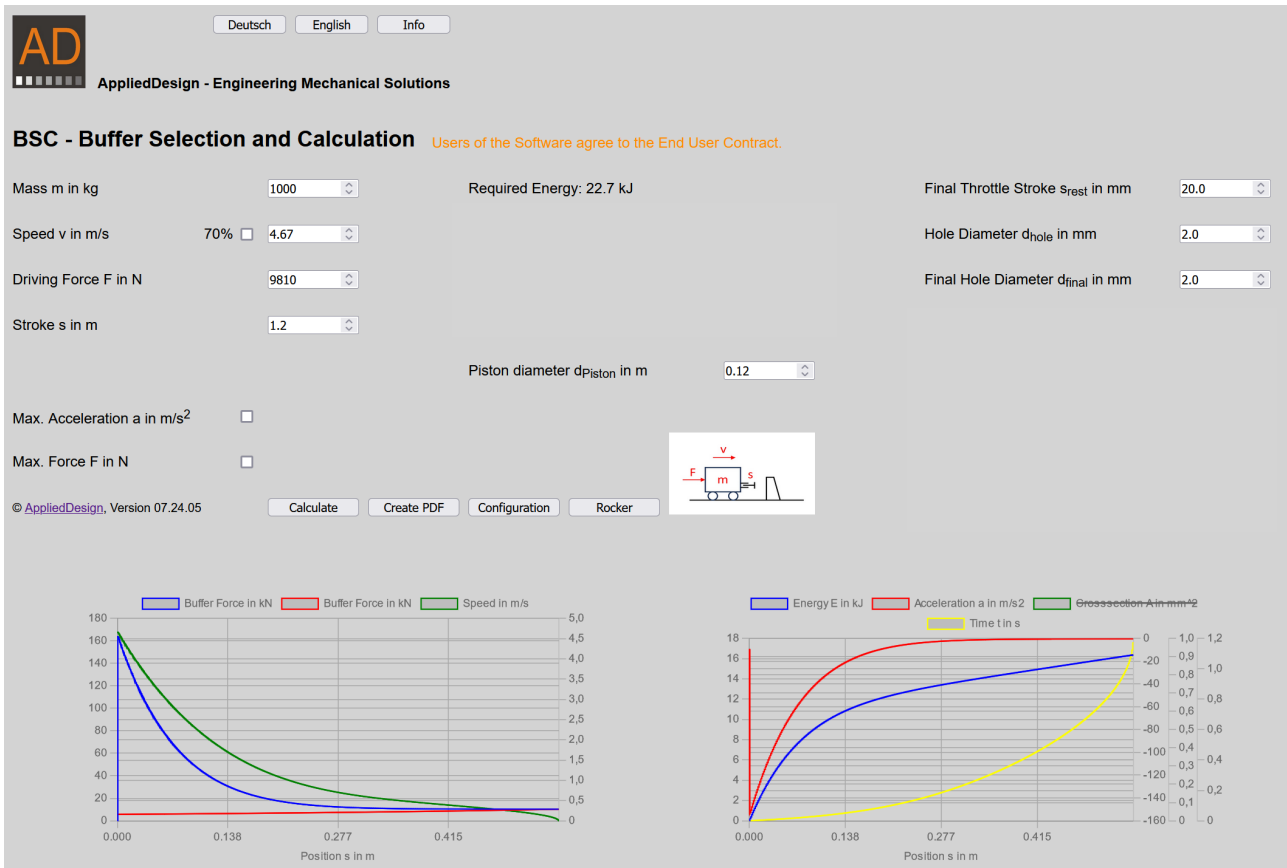 Deutsch English Info
AD
AppliedDesign - Engineering Mechanical Solutions
BSC - Buffer Selection and Calculation Users of the Software agree to the End User Contract.
Mass m in kg 1000 Required Energy: 22.7 kJ Final Throttle Stroke srest in mm 20.0
Speed v in m/s 70% 4.67 Hole Diameter dhole in mm 2.0
Driving Force F in N 9810 Final Hole Diameter dfinal in mm 2.0
Stroke s in m 1.2
Piston diameter dPiston in m 0.12
Max. Acceleration a in m/s2
Max. Force F in N
v
F m s
© AppliedDesign, Version 07.24.05 Calculate Create PDF Configuration Rocker
Buffer Force in kN Buffer Force in kN Speed in m/s
180 5,0
160 4,5
140 4,0
120 3,5
100 3,0
80 2,5
60 2,0
40 1,5
20 1,0
0 0,5
0
0.000 0.138 0.277 0.415
Position s in m
Energy E in kJ Acceleration a in m/s2 Crosssection A in mm^2
Time t in s
18 0 1,0 1,2
16 -20 0,9 1,0
14 -40 0,8 0,8
12 -60 0,7 0,6
10 -80 0,6 0,4
8 -100 0,5 0,2
6 -120 0,4 0
4 -140 0,3
2 -160 0,2
0 0,1
0
0.000 0.138 0.277 0.415
Position s in m